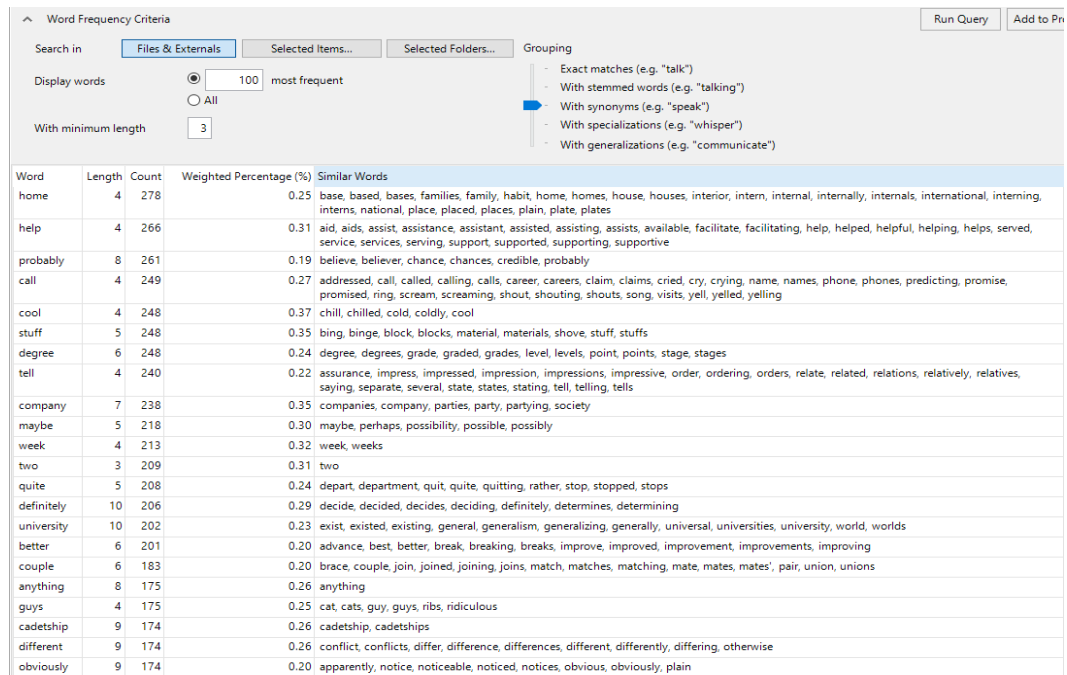 Word Frequency Criteria
Run Query
Add to Pr
Search in
Files & Externals
Selected Items...
Selected Folders...
Grouping
Display words
100 most frequent
All
With minimum length
3
Exact matches (e.g. "talk")
With stemmed words (e.g. "talking")
With synonyms (e.g. "speak")
With specializations (e.g. "whisper")
With generalizations (e.g. "communicate")
Word Length Count Weighted Percentage (%) Similar Words
home 4 278 0.25 base, based, bases, families, family, habit, home, homes, house, houses, interior, intern, internal, internally, internals, international, interning,
interns, national, place, placed, places, plain, plate, plates
help 4 266 0.31 aid, aids, assist, assistance, assistant, assisted, assisting, assists, available, facilitate, facilitating, help, helped, helpful, helping, helps, served,
service, services, serving, support, supported, supporting, supportive
probably 8 261 0.19 believe, believer, chance, chances, credible, probably
call 4 249 0.27 addressed, call, called, calling, calls, career, careers, claim, claims, cried, cry, crying, name, names, phone, phones, predicting, promise,
promised, ring, scream, screaming, shout, shouting, shouts, song, visits, yell, yelled, yelling
cool 4 248 0.37 chill, chilled, cold, coldly, cool
stuff 5 248 0.35 bing, binge, block, blocks, material, materials, shove, stuff, stuffs
degree 6 248 0.24 degree, degrees, grade, graded, grades, level, levels, point, points, stage, stages
tell 4 240 0.22 assurance, impress, impressed, impression, impressions, impressive, order, ordering, orders, relate, related, relations, relatively, relatives,
saying, separate, several, state, states, stating, tell, telling, tells
company 7 238 0.35 companies, company, parties, party, partying, society
maybe 5 218 0.30 maybe, perhaps, possibility, possible, possibly
week 4 213 0.32 week, weeks
two 3 209 0.31 two
quite 5 208 0.24 depart, department, quit, quite, quitting, rather, stop, stopped, stops
definitely 10 206 0.29 decide, decided, decides, deciding, definitely, determines, determining
university 10 202 0.23 exist, existed, existing, general, generalism, generalizing, generally, universal, universities, university, world, worlds
better 6 201 0.20 advance, best, better, break, breaking, breaks, improve, improved, improvement, improvements, improving
couple 6 183 0.20 brace, couple, join, joined, joining, joins, match, matches, matching, mate, mates, mates', pair, union, unions
anything 8 175 0.26 anything
guys 4 175 0.25 cat, cats, guy, guys, ribs, ridiculous
cadetship 9 174 0.26 cadetship, cadetships
different 9 174 0.26 conflict, conflicts, differ, difference, differences, different, differently, differing, otherwise
obviously 9 174 0.20 apparently, notice, noticeable, noticed, notices, obvious, obviously, plain